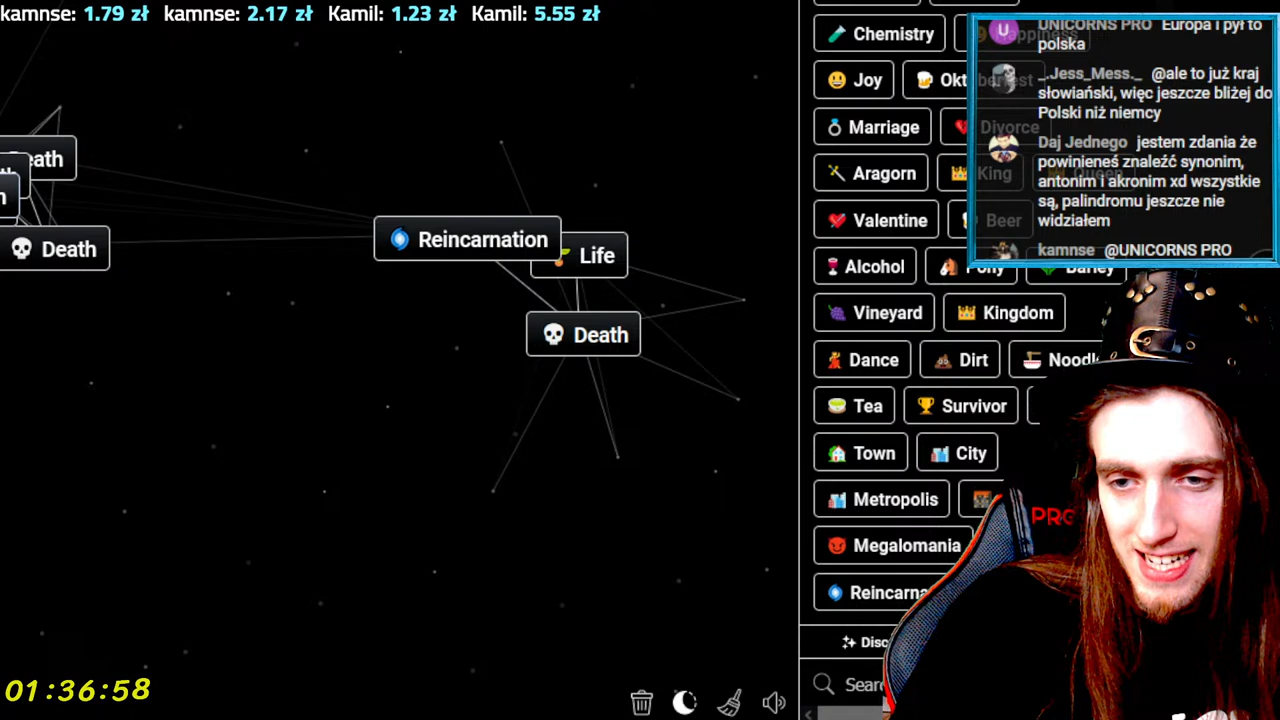 kamnse: 1.79 zł kamnse: 2.17 zł Kamil: 1.23 zł Kamil: 5.55 zł
Death
Death
Reincarnation
Life
Death
Chemistry
Happiness
Joy
Marriage
Divorce
Aragorn
King
Queen
Valentine
Beer
Alcohol
Pony
Barley
Vineyard
Kingdom
Dance
Dirt
Tea
Survivor
Town
City
Metropolis
Megalomania
UNICORNS PRO Europa i pył to
polska
_.Jess_Mess._ @ale to już kraj
słowiański, więc jeszcze bliżej do
Polski niż niemcy
Daj Jednego jestem zdania że
powinieneś znaleźć synonim,
antonim i akronim xd wszystkie
są, palindromu jeszcze nie
widziałem
kamnse @UNICORNS PRO
01:36:58